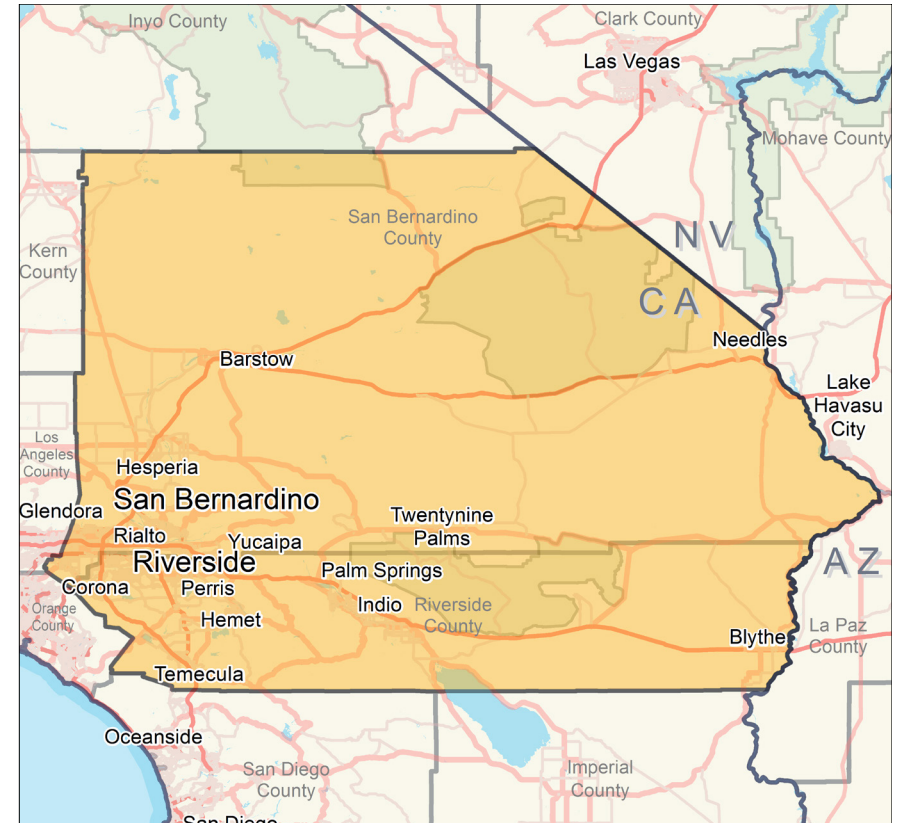 Inyo County
Clark County
Las Vegas
Mohave County
San Bernardino
County
NV
Kern
County
CA
Needles
Barstow
Lake
Havasu
City
Los
Angeles
County
Hesperia
San Bernardino
Glendora
Twentynine
Palms
Rialto
Yucaipa
Riverside
AZ
Palm Springs
Corona
Perris
Indio
Riverside
County
Orange
County
Hemet
Blythe
La Paz
County
Temecula
Oceanside
San Diego
County
Imperial
County
San Diego